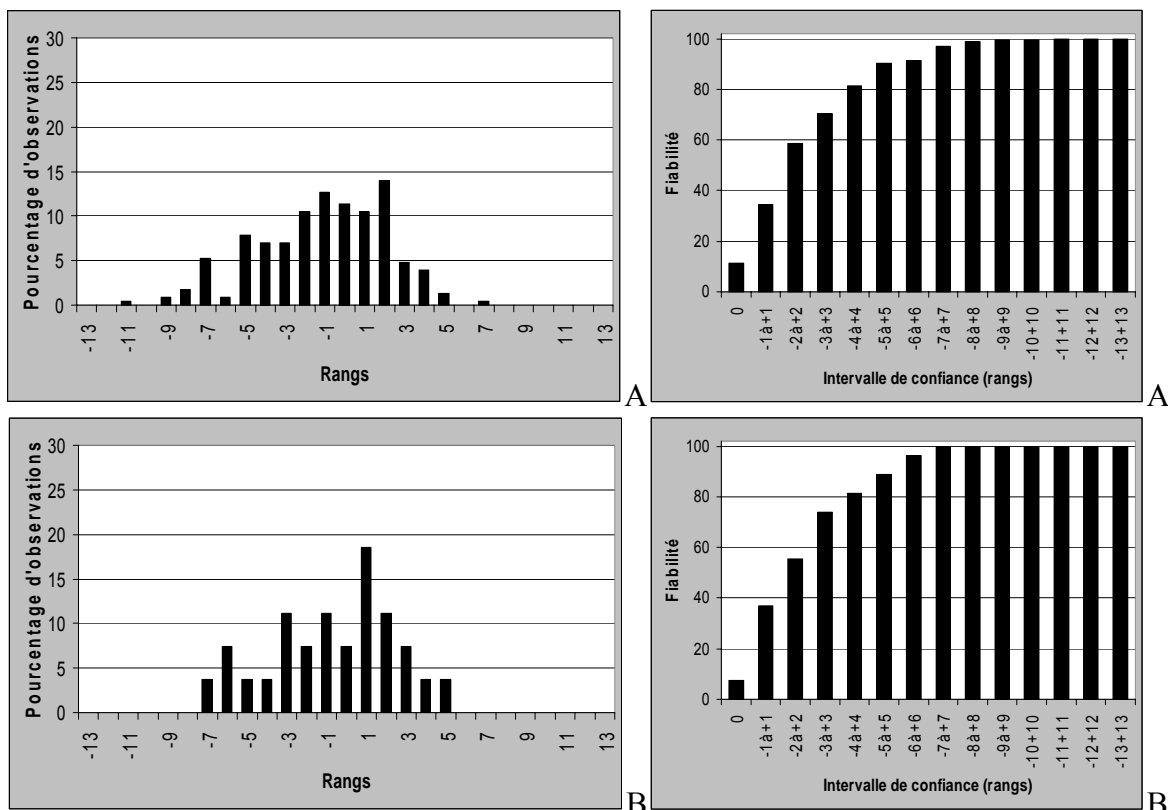 Pourcentage d'observations
30
25
20
15
10
5
0
-13
-11
-9
-7
-5
-3
-1
1
3
5
7
9
11
13
Rangs
A
Fiabilité
100
80
60
40
20
0
0
-1à+1
-2à+2
-3à+3
-4à+4
-5à+5
-6à+6
-7à+7
-8à+8
-9à+9
-10+10
-11+11
-12+12
-13+13
Intervalle de confiance (rangs)
A
Pourcentage d'observations
30
25
20
15
10
5
0
-13
-11
-9
-7
-5
-3
-1
1
3
5
7
9
11
13
Rangs
B
Fiabilité
100
80
60
40
20
0
0
-1à+1
-2à+2
-3à+3
-4à+4
-5à+5
-6à+6
-7à+7
-8à+8
-9à+9
-10+10
-11+11
-12+12
-13+13
Intervalle de confiance (rangs)
B